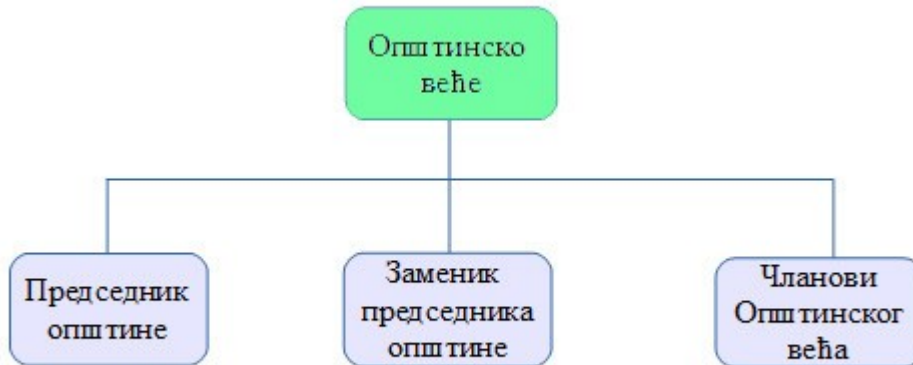 Општинско
веће
Председник
општине
Заменик
председника
општине
Чланови
Општинског
већа